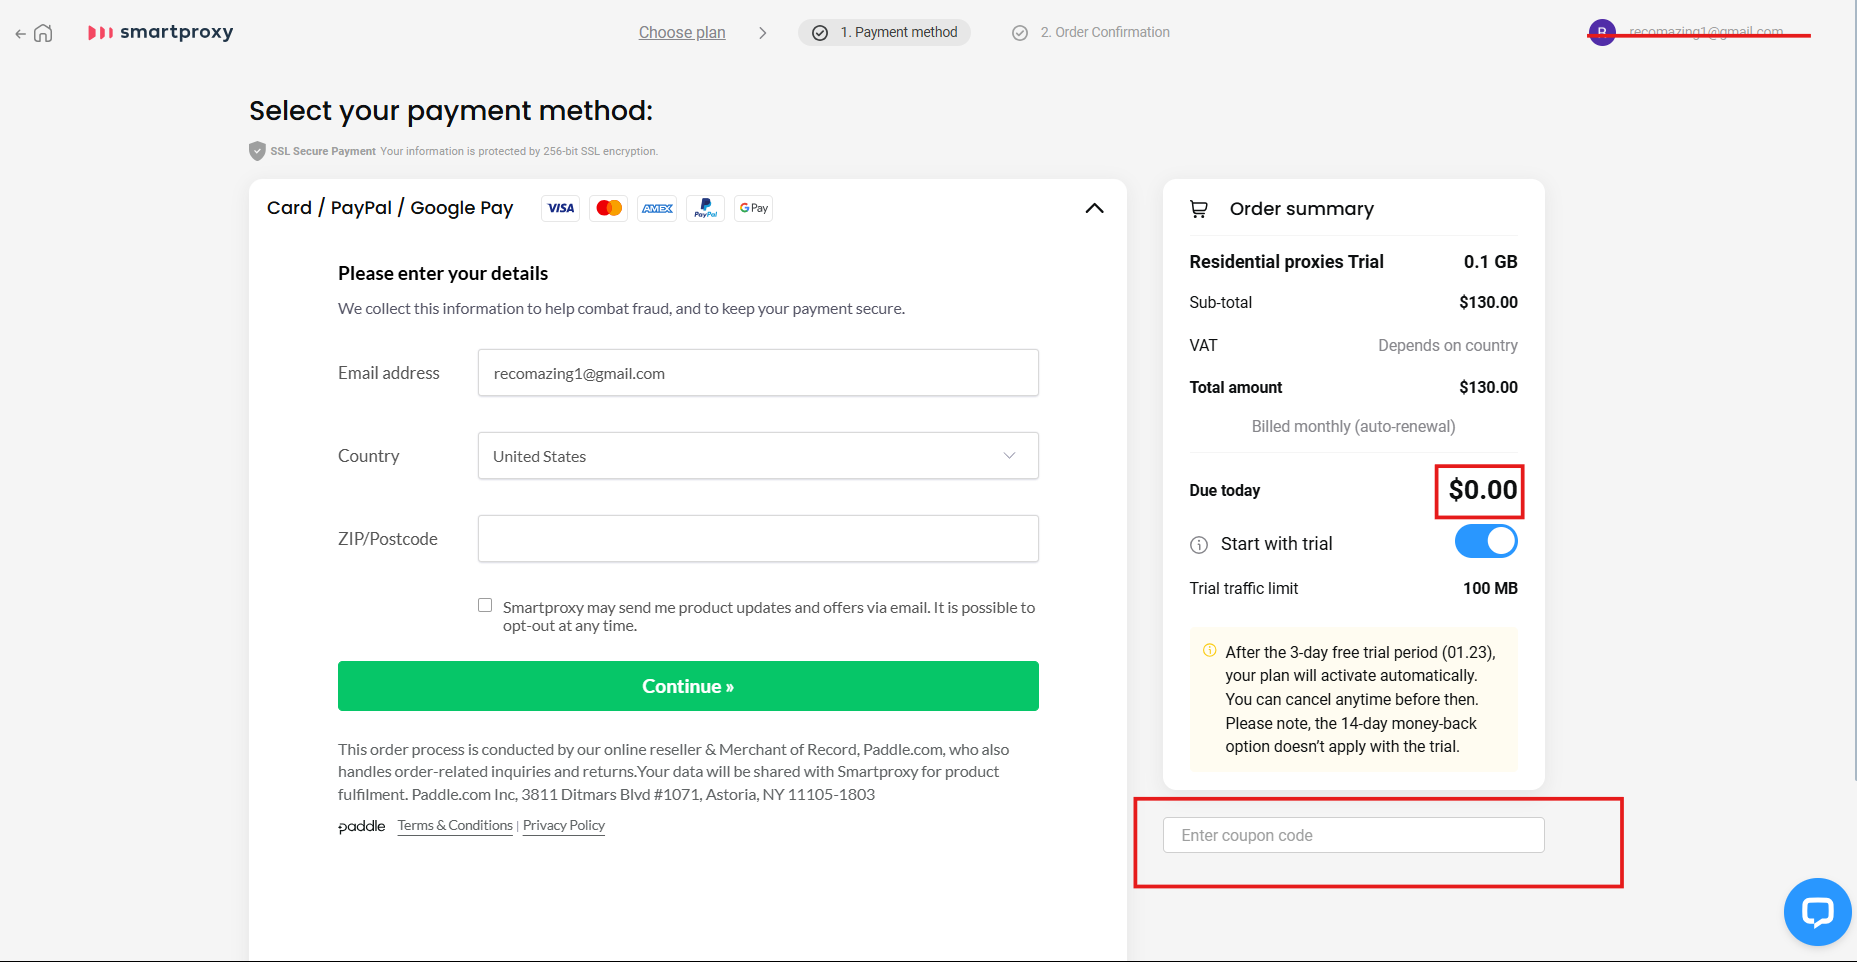 smartproxy
Choose plan
1. Payment method
2. Order Confirmation
R
recomazing1@gmail.com
Select your payment method:
SSL Secure Payment Your information is protected by 256-bit SSL encryption.
Card / PayPal / Google Pay
VISA
AMEX
PayPal
G Pay
Please enter your details
We collect this information to help combat fraud, and to keep your payment secure.
Email address
recomazing1@gmail.com
Country
United States
ZIP/Postcode
Smartproxy may send me product updates and offers via email. It is possible to
opt-out at any time.
Continue »
This order process is conducted by our online reseller & Merchant of Record, Paddle.com, who also
handles order-related inquiries and returns.Your data will be shared with Smartproxy for product
fulfilment. Paddle.com Inc, 3811 Ditmars Blvd #1071, Astoria, NY 11105-1803
paddle Terms & Conditions | Privacy Policy
Order summary
Residential proxies Trial 0.1 GB
Sub-total $130.00
VAT Depends on country
Total amount $130.00
Billed monthly (auto-renewal)
Due today $0.00
Start with trial
Trial traffic limit 100 MB
After the 3-day free trial period (01.23),
your plan will activate automatically.
You can cancel anytime before then.
Please note, the 14-day money-back
option doesn't apply with the trial.
Enter coupon code